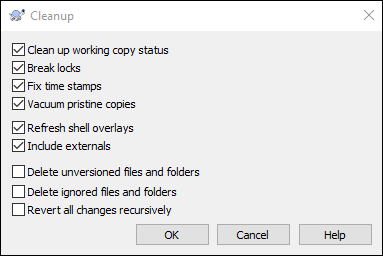 Cleanup
Clean up working copy status
Break locks
Fix time stamps
Vacuum pristine copies
Refresh shell overlays
Include externals
Delete unversioned files and folders
Delete ignored files and folders
Revert all changes recursively
OK Cancel Help